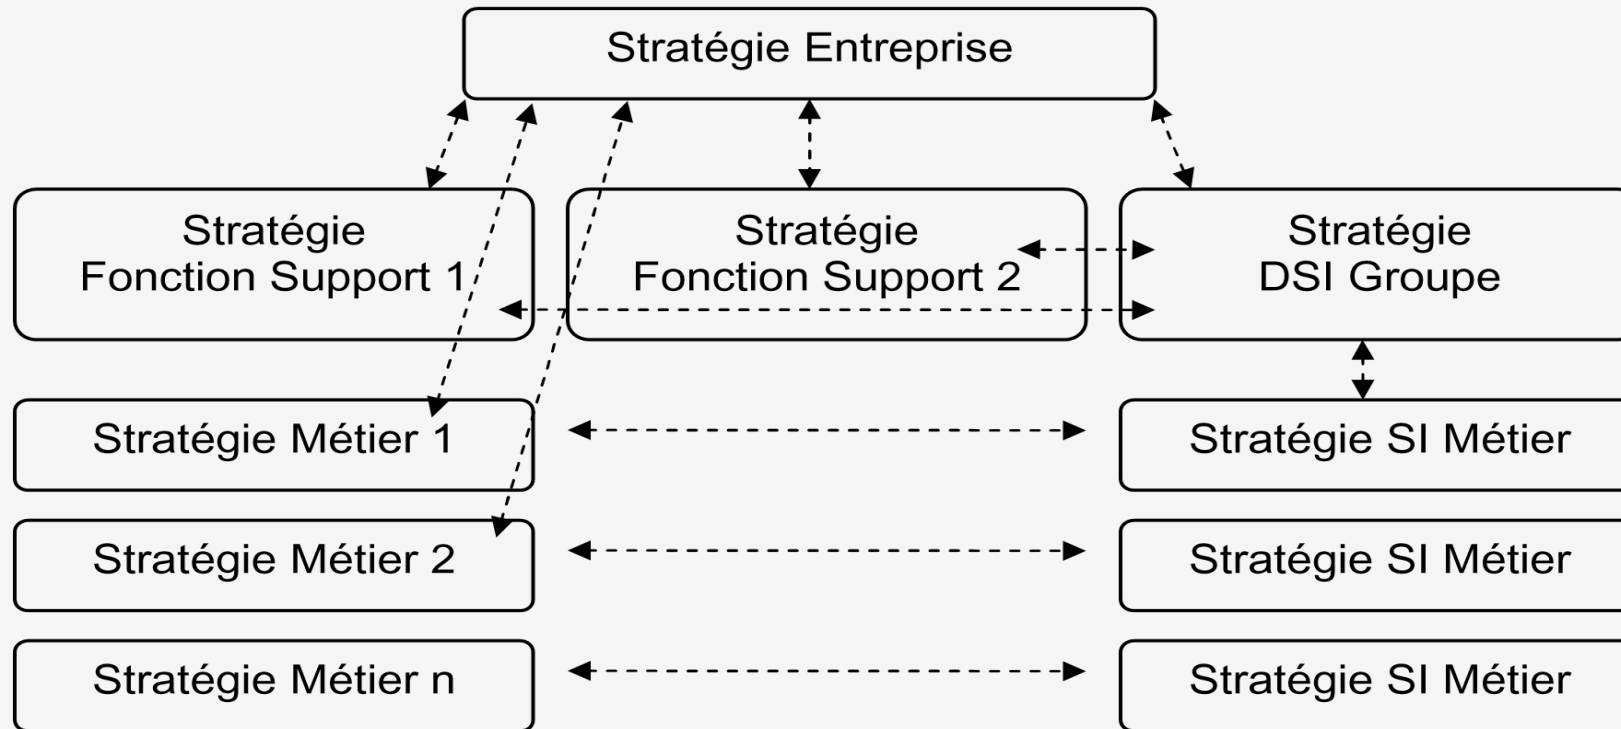 Stratégie Entreprise
Stratégie
Fonction Support 1
Stratégie
Fonction Support 2
Stratégie
DSI Groupe
Stratégie Métier 1
Stratégie SI Métier
Stratégie Métier 2
Stratégie SI Métier
Stratégie Métier n
Stratégie SI Métier